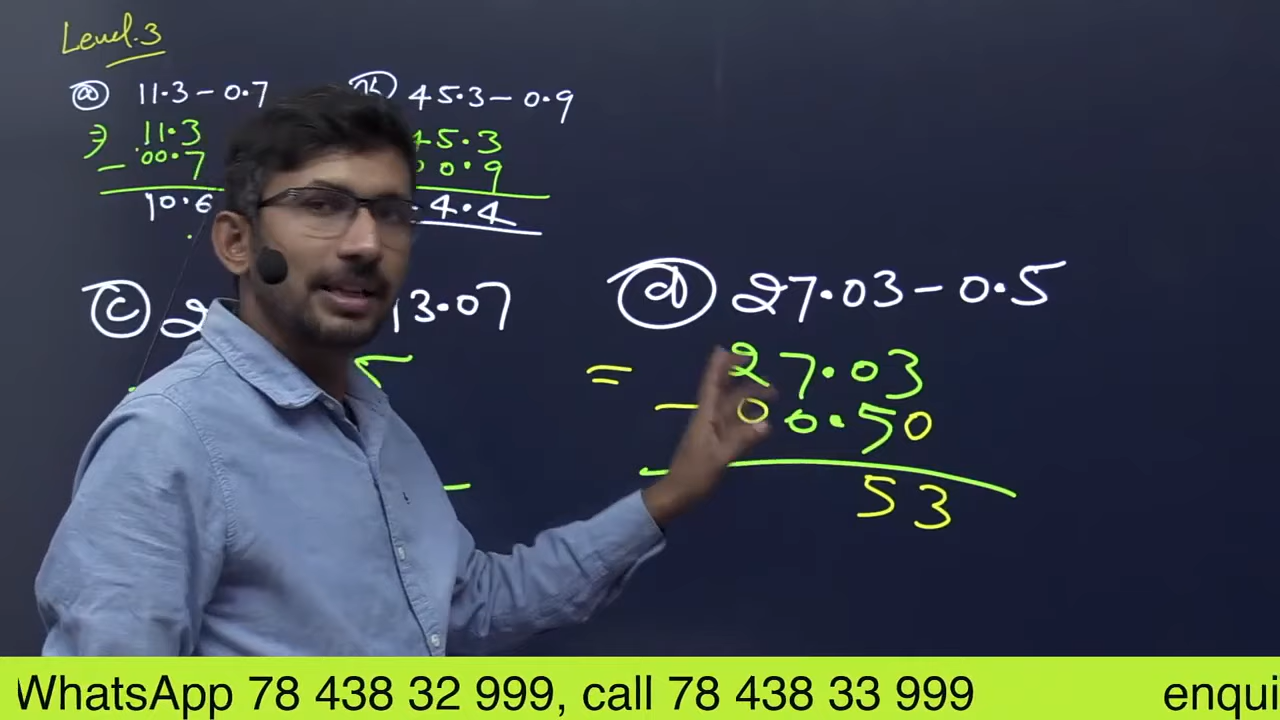 Level.3
ⓐ 11.3 - 0.7
⇒ 11.3
- 00.7
10.6
ⓑ 45.3 - 0.9
45.3
00.9
4.4
ⓒ 2 13.07
ⓓ 27.03 - 0.5
= 27.03
- 00.50
53
WhatsApp 78 438 32 999, call 78 438 33 999 enqui